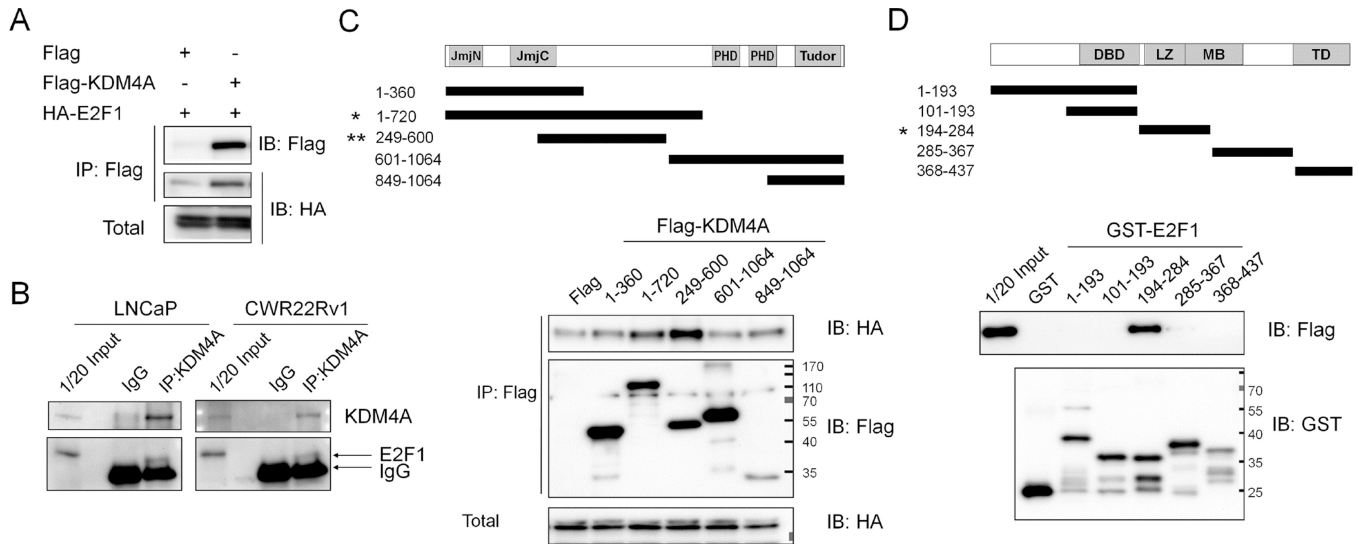 A
Flag + -
Flag-KDM4A - +
HA-E2F1 + +
IP: Flag
IB: Flag
IB: HA
Total
B
LNCaP CWR22Rv1
1/20 Input IgG IP:KDM4A 1/20 Input IgG IP:KDM4A
KDM4A
E2F1
IgG
C
JmjN JmjC PHD PHD Tudor
1-360
* 1-720
** 249-600
601-1064
849-1064
Flag-KDM4A
Flag 1-360 1-720 249-600 601-1064 849-1064
IB: HA
IP: Flag
170
110
70
55
40
35
IB: Flag
Total
IB: HA
D
DBD LZ MB TD
1-193
101-193
* 194-284
285-367
368-437
GST-E2F1
1/20 Input GST 1-193 101-193 194-284 285-367 368-437
IB: Flag
70
55
40
35
25
IB: GST